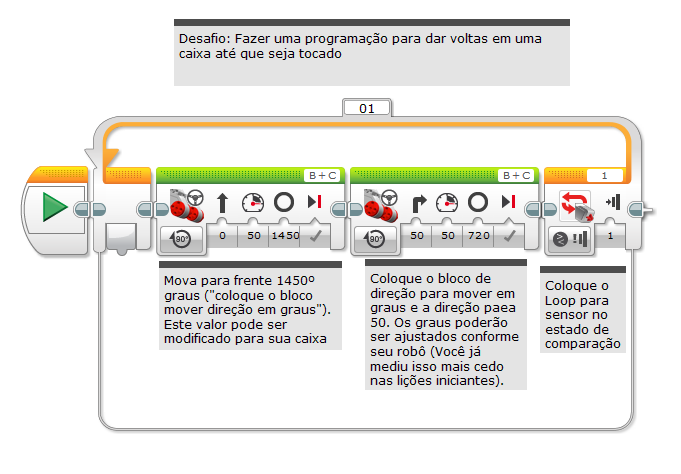 Desafio: Fazer uma programação para dar voltas em uma
caixa até que seja tocado
01
B + C
B + C
1
0 50 1450
50 50 720
1
90°
90°
Mova para frente 1450º
graus ("coloque o bloco
mover direção em graus").
Este valor pode ser
modificado para sua caixa
Coloque o bloco de
direção para mover em
graus e a direção paea
50. Os graus poderão
ser ajustados conforme
seu robô (Você já
mediu isso mais cedo
nas lições iniciantes).
Coloque o
Loop para
sensor no
estado de
comparação